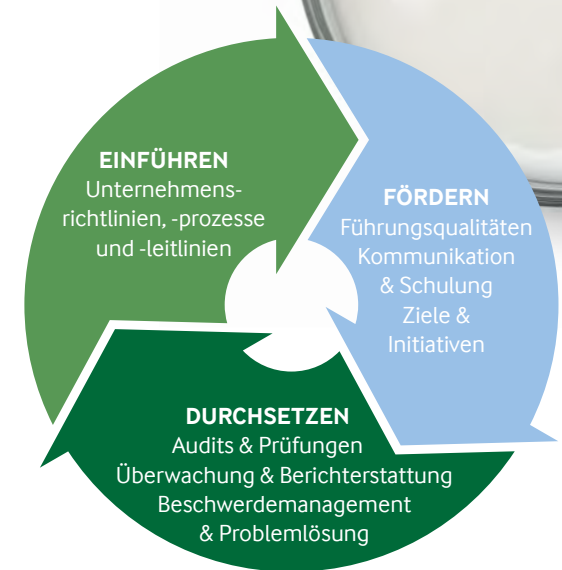 EINFÜHREN
Unternehmens-
richtlinien, -prozesse
und -leitlinien
FÖRDERN
Führungsqualitäten
Kommunikation
& Schulung
Ziele &
Initiativen
DURCHSETZEN
Audits & Prüfungen
Überwachung & Berichterstattung
Beschwerdemanagement
& Problemlösung